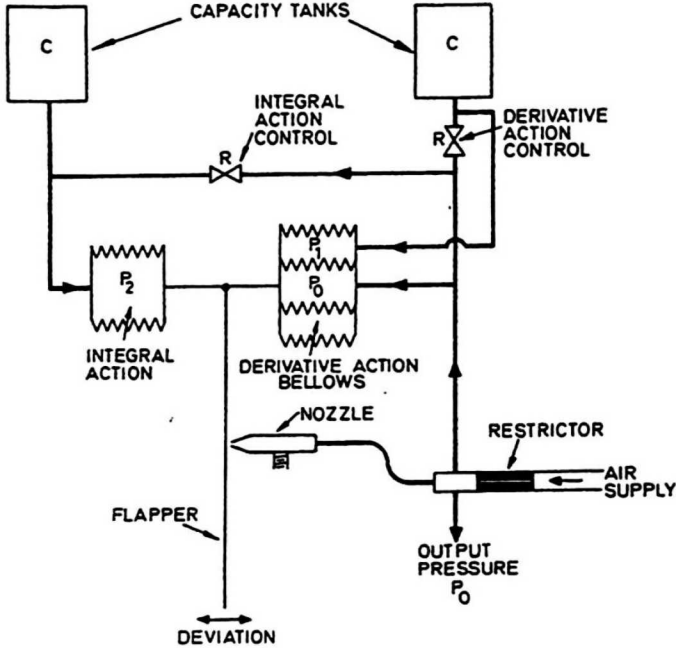 CAPACITY TANKS
C
C
INTEGRAL
ACTION
CONTROL
DERIVATIVE
ACTION
CONTROL
R
R
P1
P2
P0
INTEGRAL
ACTION
DERIVATIVE ACTION
BELLOWS
NOZZLE
RESTRICTOR
AIR
SUPPLY
FLAPPER
OUTPUT
PRESSURE
P0
DEVIATION